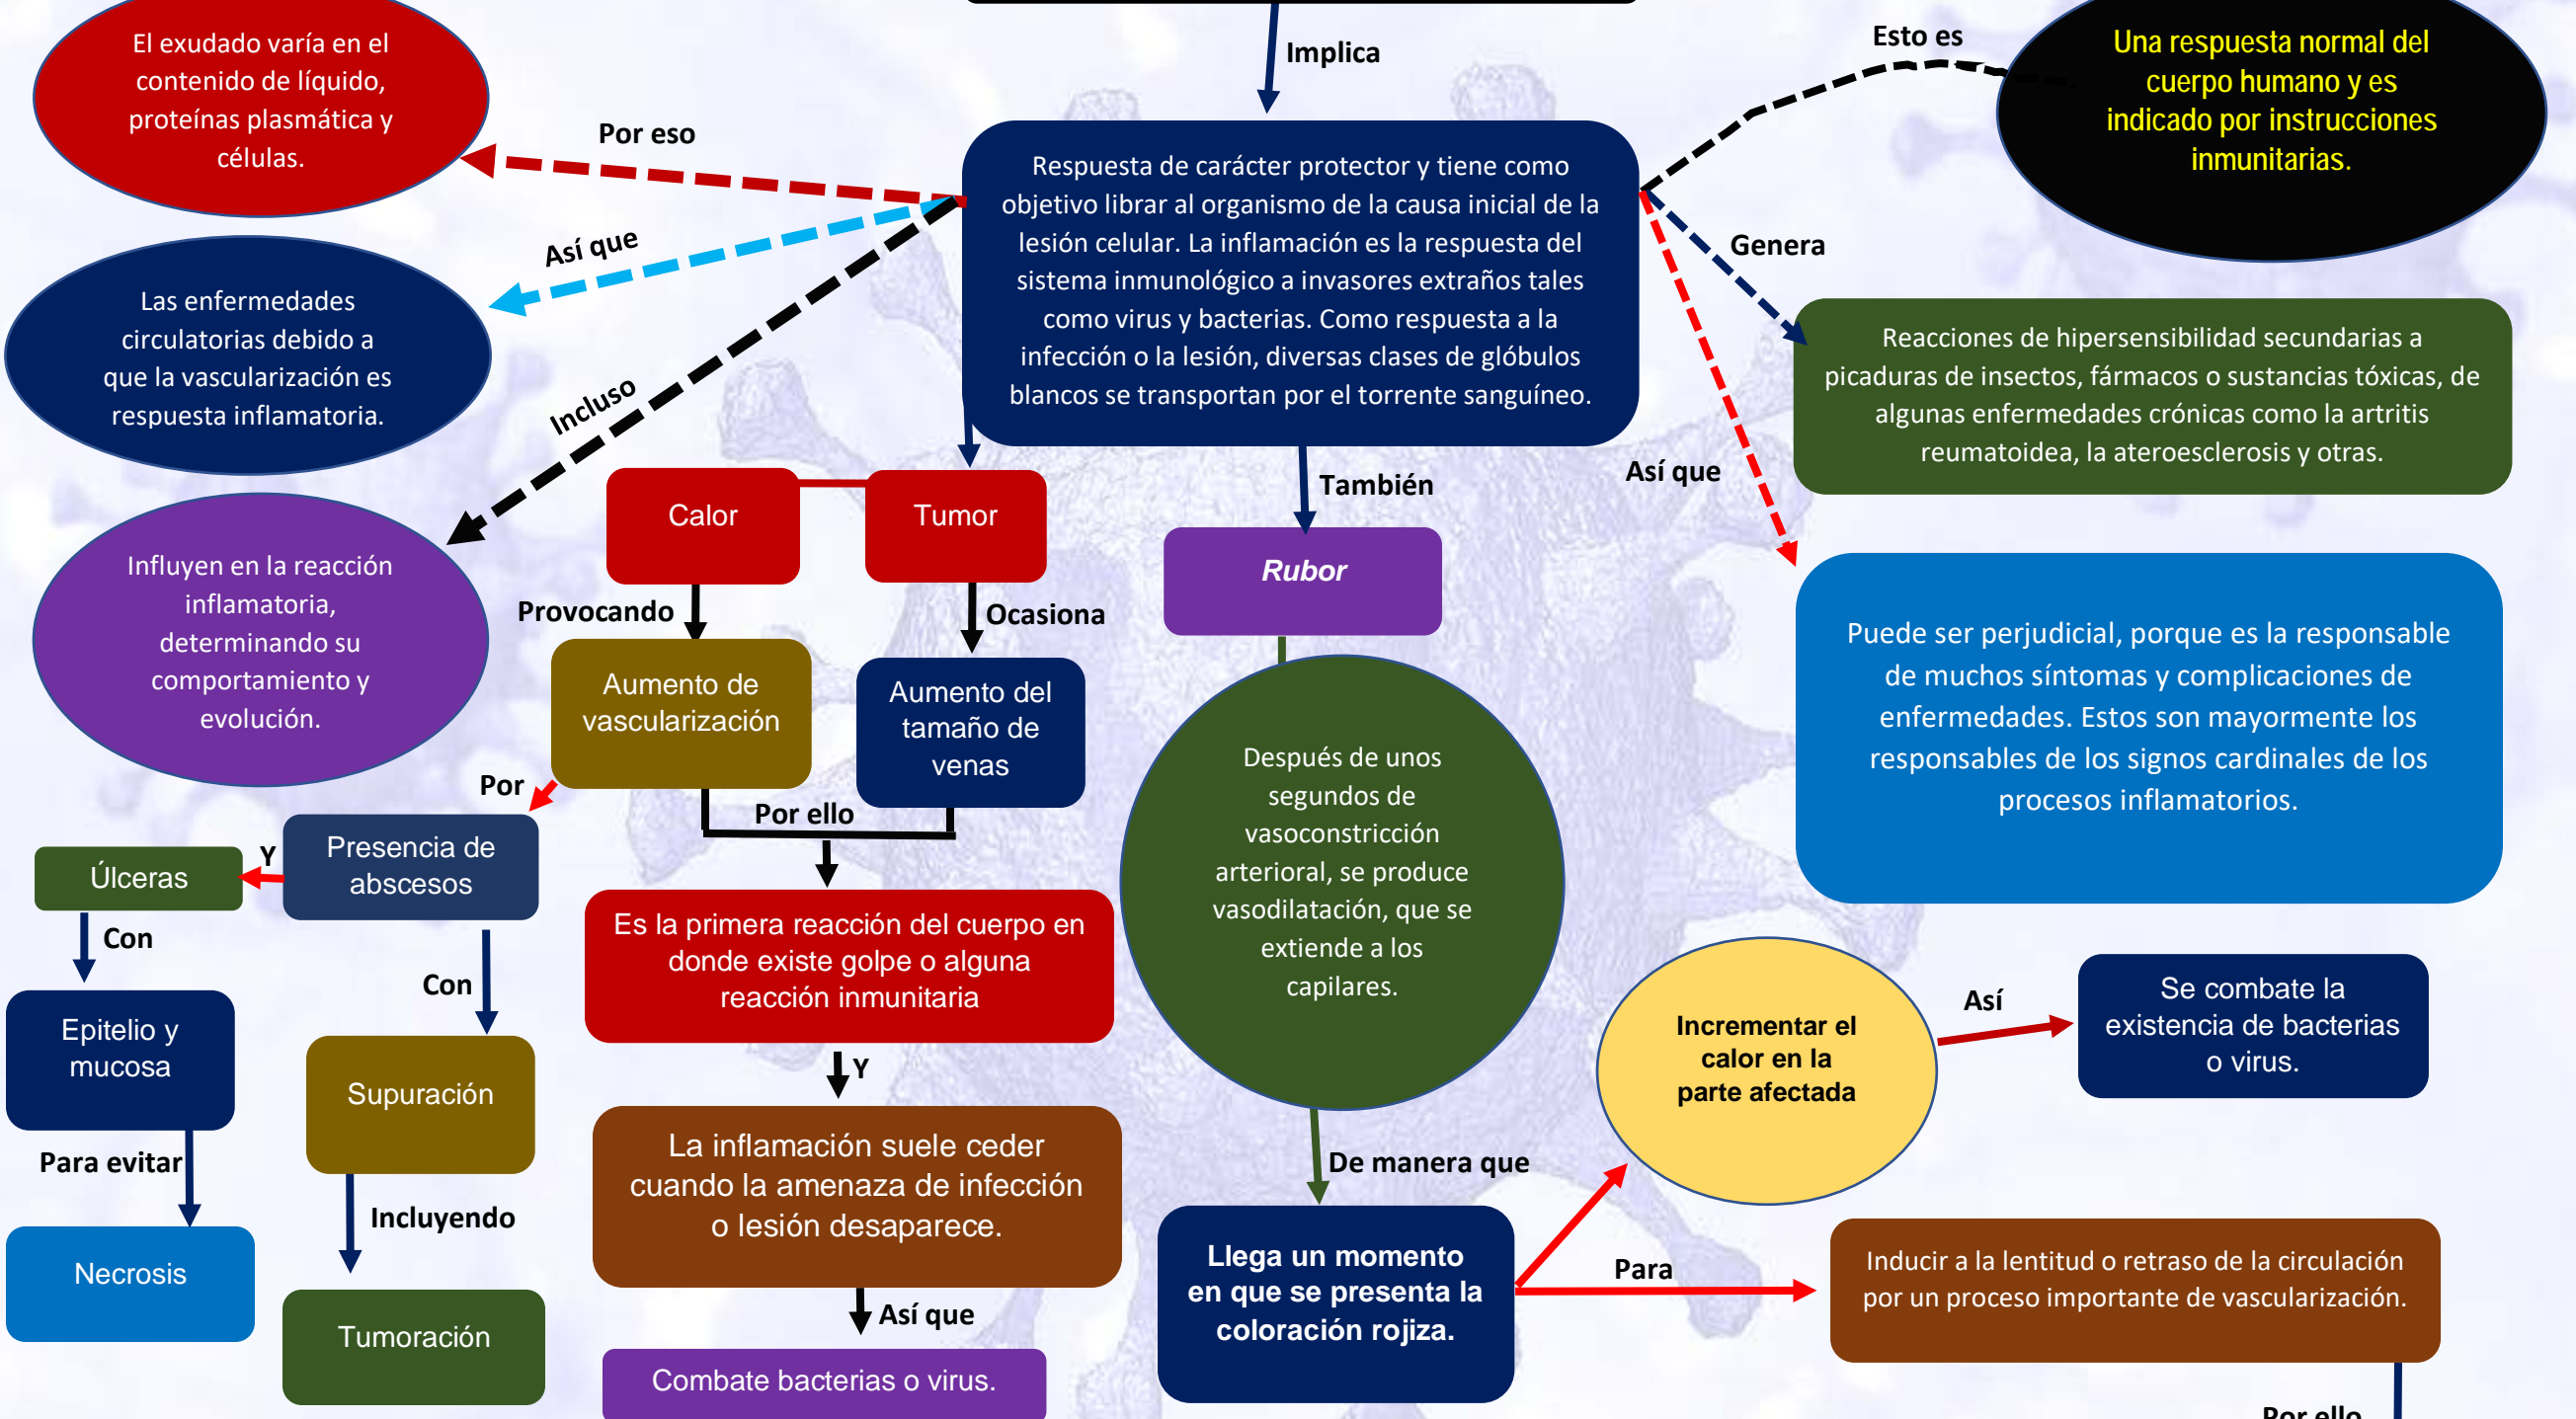 El exudado varía en el
contenido de líquido,
proteínas plasmática y
células.
Implica
Esto es
Una respuesta normal del
cuerpo humano y es
indicado por instrucciones
inmunitarias.
Por eso
Respuesta de carácter protector y tiene como
objetivo librar al organismo de la causa inicial de la
lesión celular. La inflamación es la respuesta del
sistema inmunológico a invasores extraños tales
como virus y bacterias. Como respuesta a la
infección o la lesión, diversas clases de glóbulos
blancos se transportan por el torrente sanguíneo.
Así que
Genera
Las enfermedades
circulatorias debido a
que la vascularización es
respuesta inflamatoria.
Reacciones de hipersensibilidad secundarias a
picaduras de insectos, fármacos o sustancias tóxicas, de
algunas enfermedades crónicas como la artritis
reumatoidea, la ateroesclerosis y otras.
Incluso
También
Así que
Calor
Tumor
Rubor
Influyen en la reacción
inflamatoria,
determinando su
comportamiento y
evolución.
Provocando
Ocasiona
Puede ser perjudicial, porque es la responsable
de muchos síntomas y complicaciones de
enfermedades. Estos son mayormente los
responsables de los signos cardinales de los
procesos inflamatorios.
Aumento de
vascularización
Aumento del
tamaño de
venas
Después de unos
segundos de
vasoconstricción
arterioral, se produce
vasodilatación, que se
extiende a los
capilares.
Por
Por ello
Úlceras
Y
Presencia de
abscesos
Es la primera reacción del cuerpo en
donde existe golpe o alguna
reacción inmunitaria
Con
Con
Epitelio y
mucosa
Supuración
Y
Incrementar el
calor en la
parte afectada
Así
Se combate la
existencia de bacterias
o virus.
La inflamación suele ceder
cuando la amenaza de infección
o lesión desaparece.
Para evitar
Incluyendo
De manera que
Necrosis
Tumoración
Así que
Combate bacterias o virus.
Llega un momento
en que se presenta la
coloración rojiza.
Para
Inducir a la lentitud o retraso de la circulación
por un proceso importante de vascularización.
Por ello